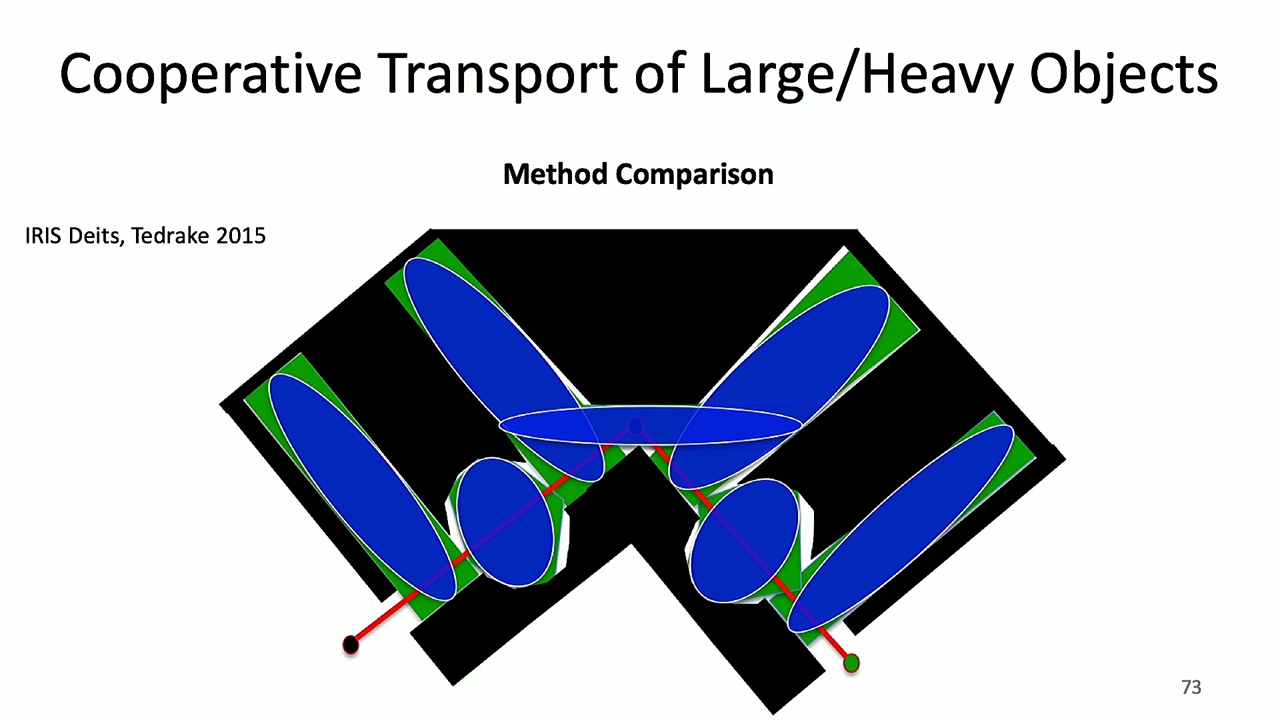 Cooperative Transport of Large/Heavy Objects
Method Comparison
IRIS Deits, Tedrake 2015
73